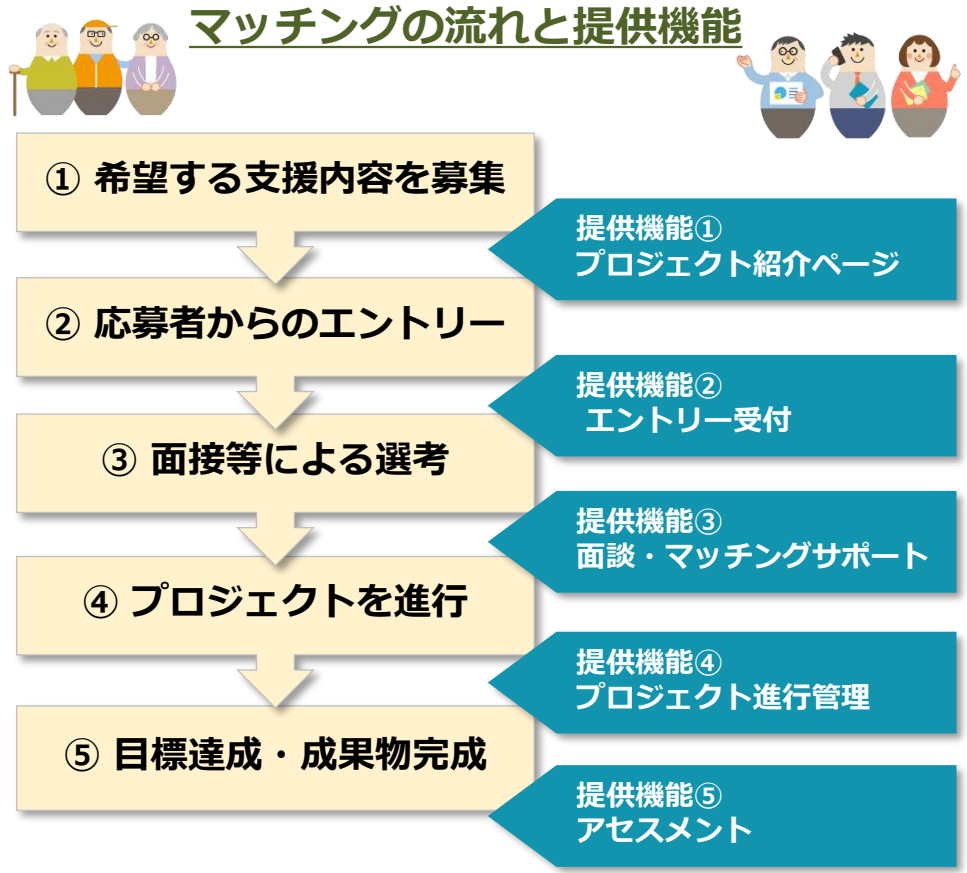 マッチングの流れと提供機能
① 希望する支援内容を募集
提供機能①
プロジェクト紹介ページ
② 応募者からのエントリー
提供機能②
エントリー受付
③ 面接等による選考
提供機能③
面談・マッチングサポート
④ プロジェクトを進行
提供機能④
プロジェクト進行管理
⑤ 目標達成・成果物完成
提供機能⑤
アセスメント